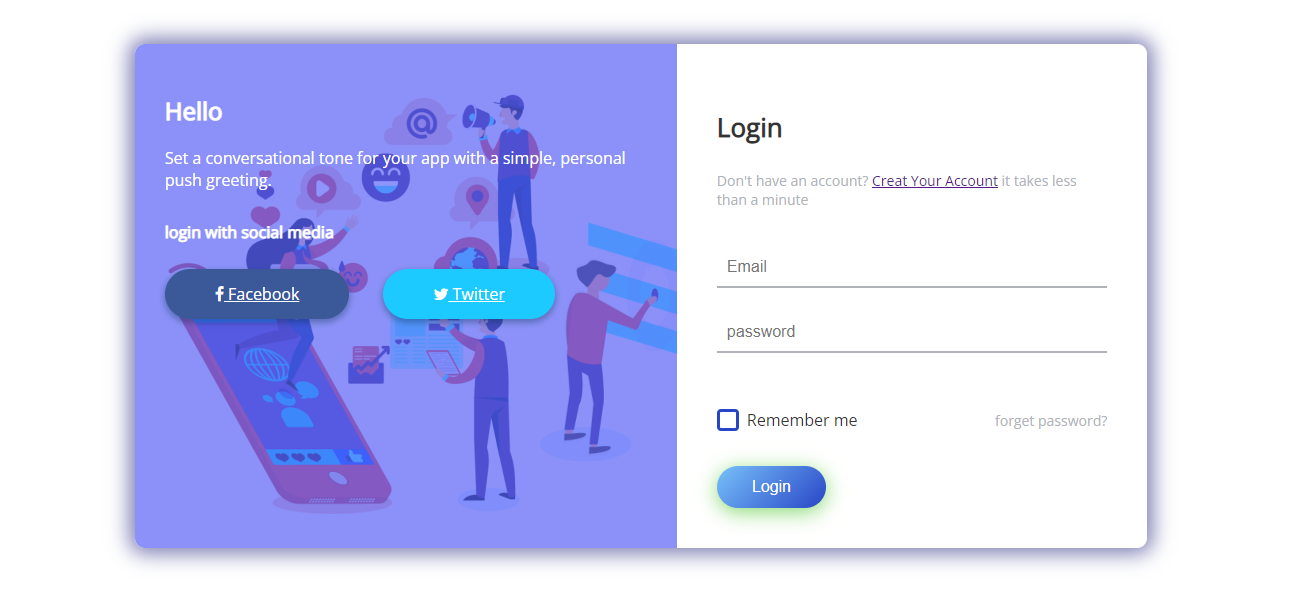 Hello
Set a conversational tone for your app with a simple, personal
push greeting.
login with social media
Facebook
Twitter
Login
Don't have an account? Creat Your Account it takes less
than a minute
Email
password
Remember me
forget password?
Login